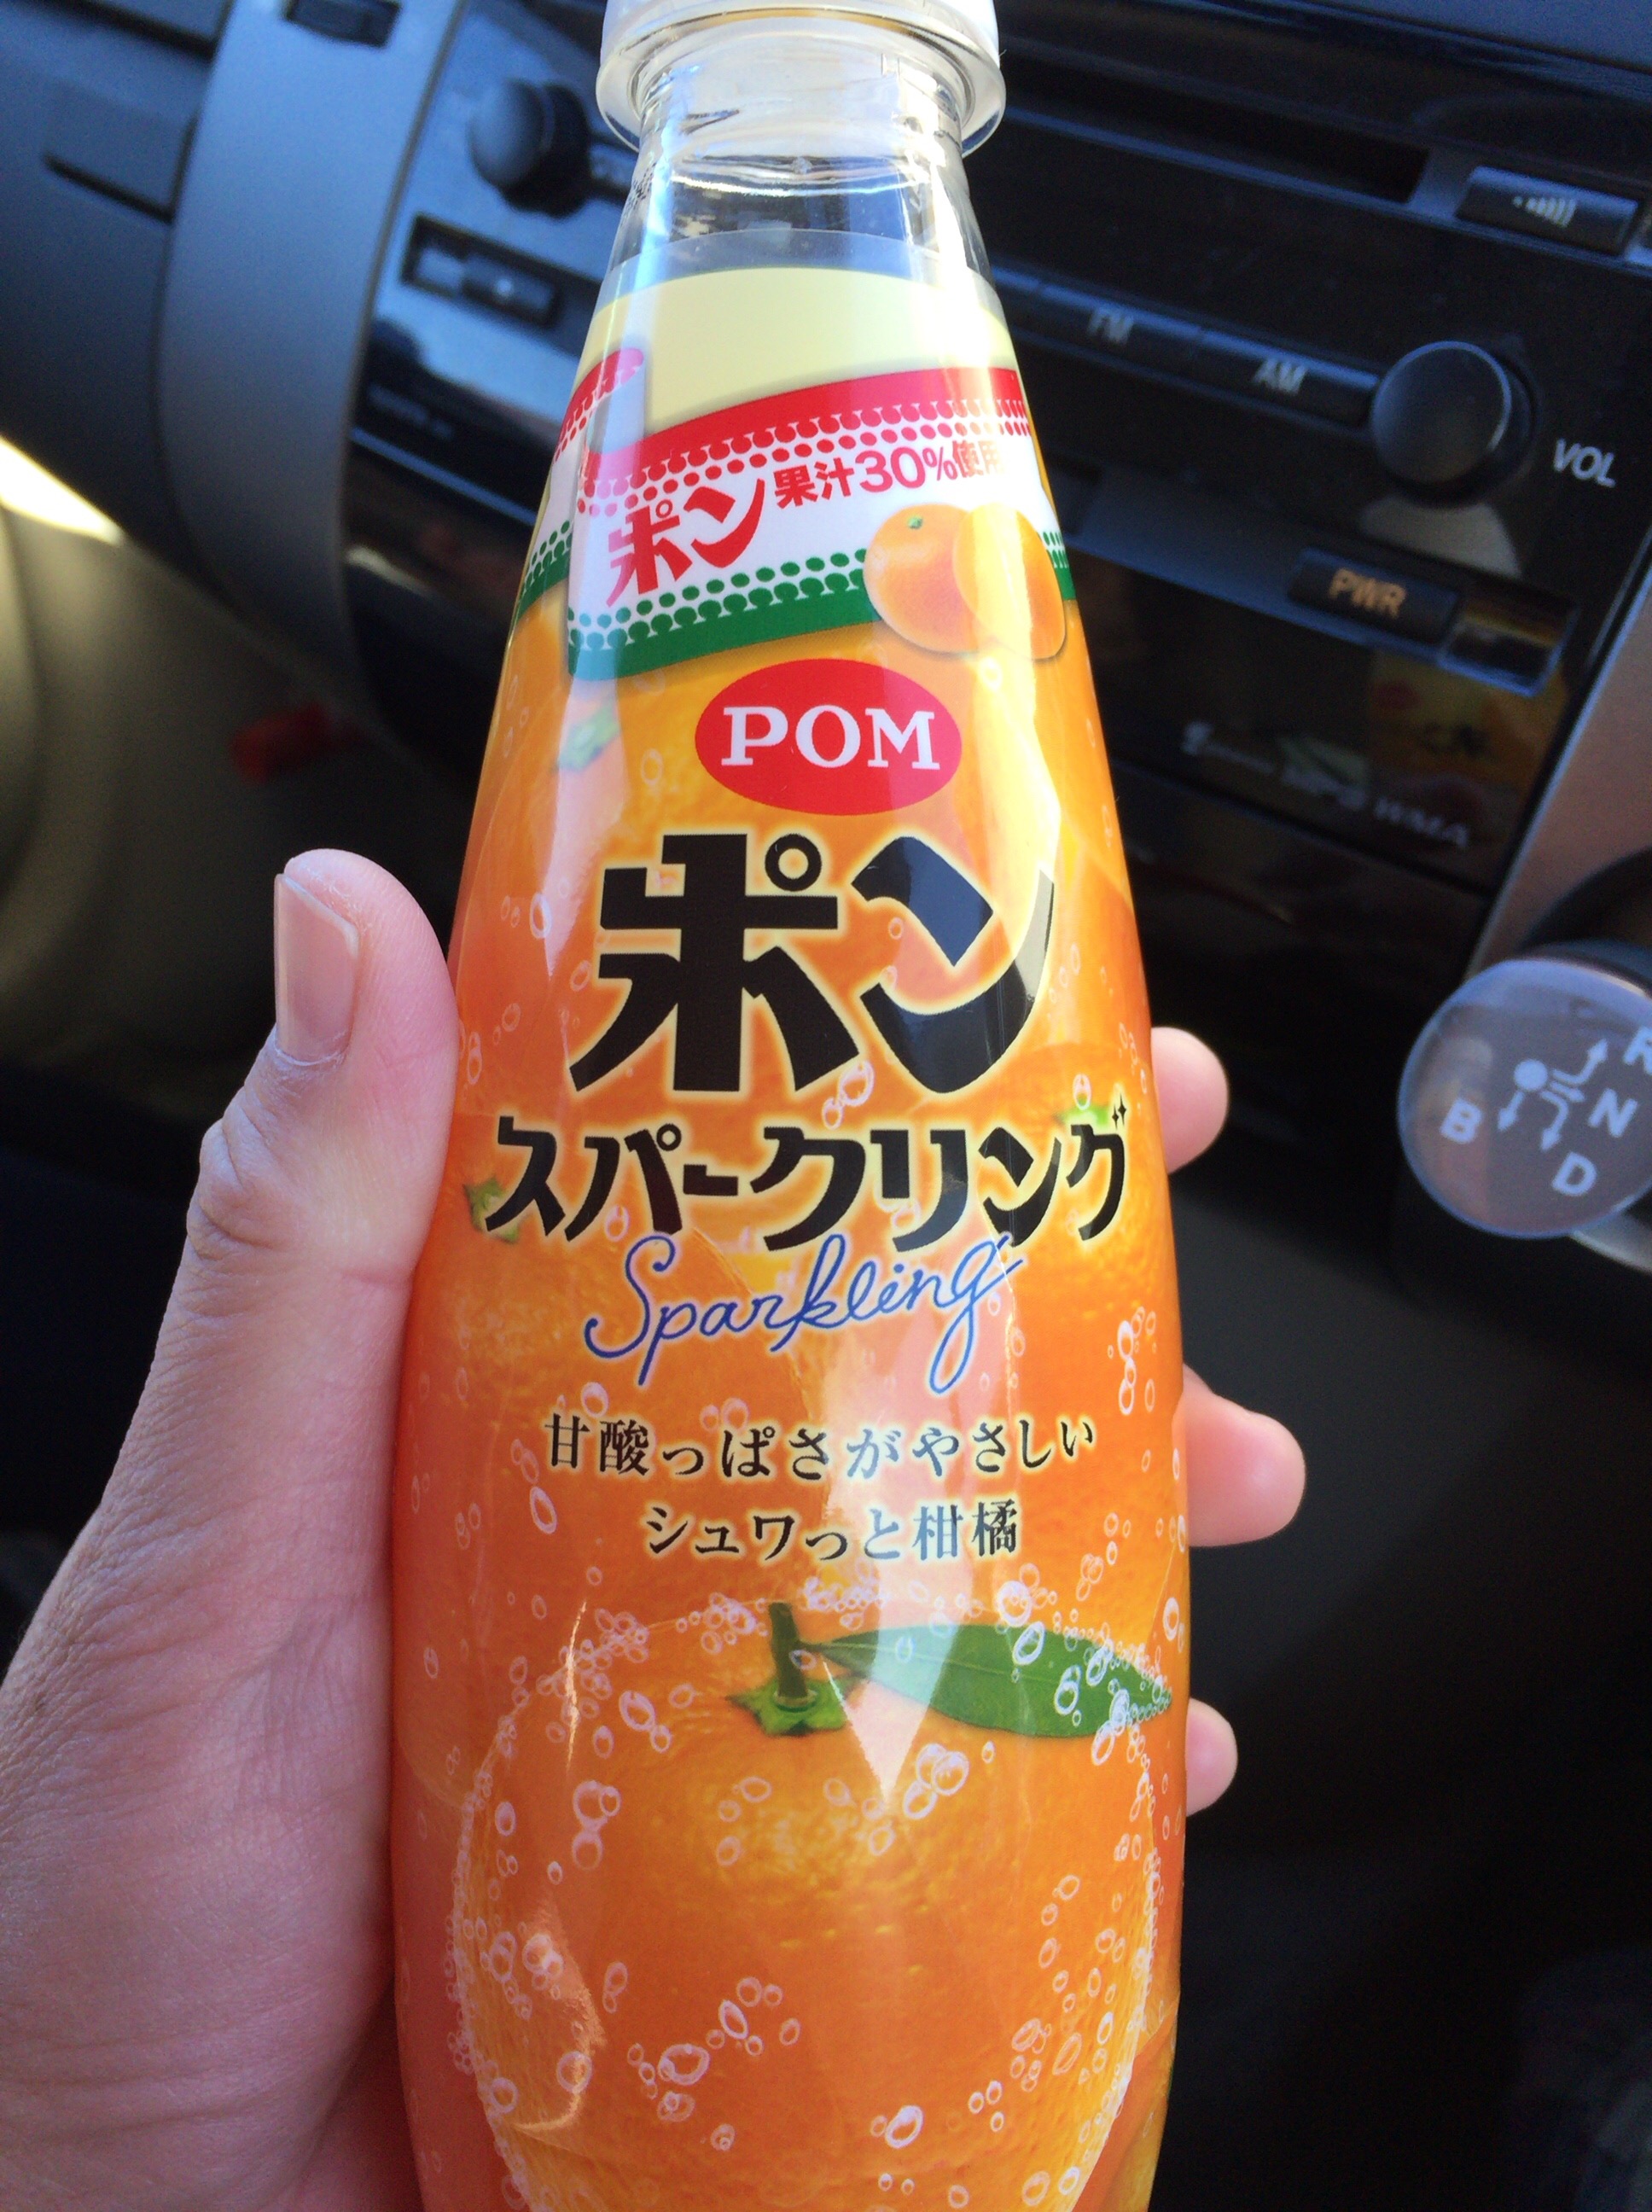 ポン 果汁30%使用
POM
ポン
スパークリング
Sparkling
甘酸っぱさがやさしい
シュワっと柑橘
FM
AM
VOL
PWR
MP3 WMA
R
N
B
D